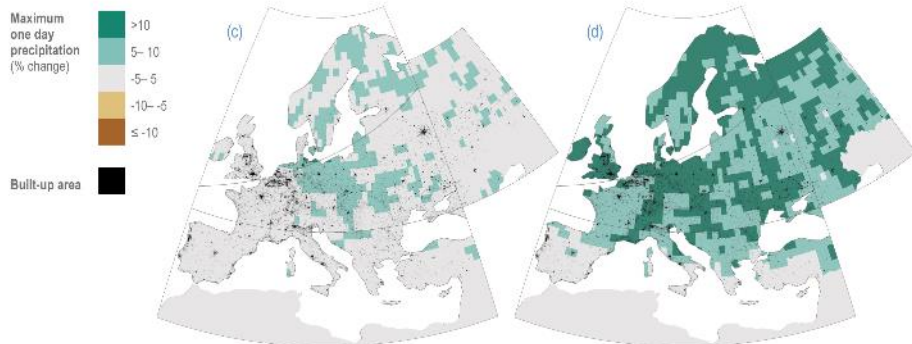 Maximum
one day
precipitation
(% change)
>10
5– 10
-5– 5
-10– -5
≤ -10
Built-up area
(c)
(d)